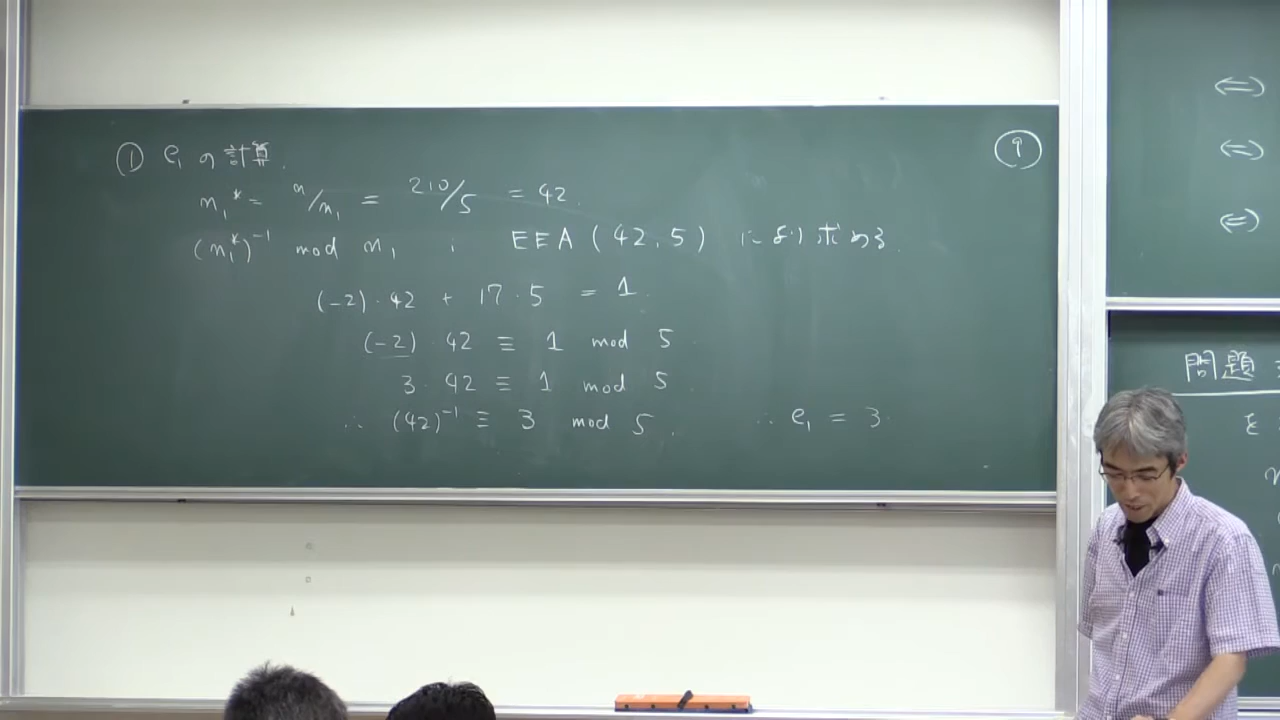 ① e₁ の計算.
⑨
n₁* = n/n₁ = 210/5 = 42.
(n₁*)⁻¹ mod n₁ : EEA (42, 5) により求める.
(-2)・42 + 17・5 = 1.
(-2)・42 ≡ 1 mod 5
3・42 ≡ 1 mod 5.
∴ (42)⁻¹ ≡ 3 mod 5. ∴ e₁ = 3.
⇔
⇔
⇔
問題
を